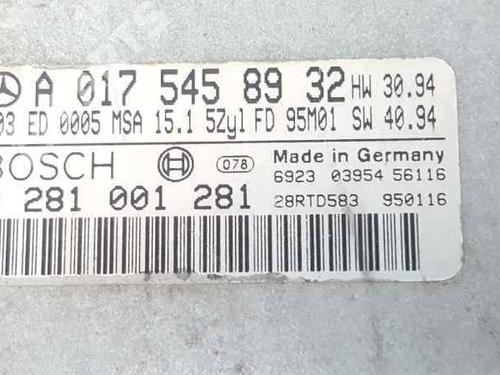 A 017 545 89 32 HW 30.94
03 ED 0005 MSA 15.1 5Zyl FD 95M01 SW 40.94
BOSCH 078 Made in Germany
6923 03954 56116
281 001 281 28RTD583 950116